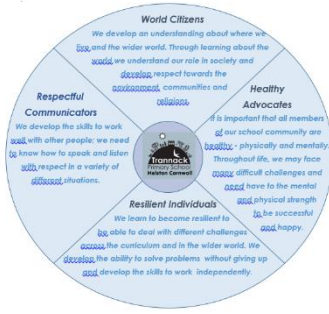 World Citizens
We develop an understanding about where we
live and the wider world. Through learning about the
world we understand our role in society and
develop respect towards the
environment, communities and
religions.
Respectful
Communicators
We develop the skills to work
well with other people; we need
to know how to speak and listen
with respect in a variety of
different situations.
Healthy
Advocates
It is important that all members
of our school community are
healthy - physically and mentally.
Throughout life, we may face
many difficult challenges and
need have to the mental
and physical strength
to be successful
and happy.
Trannack
Primary School
Helston Cornwall
Resilient Individuals
We learn to become resilient to
be able to deal with different challenges
across the curriculum and in the wider world. We
develop the ability to solve problems without giving up
and develop the skills to work independently.